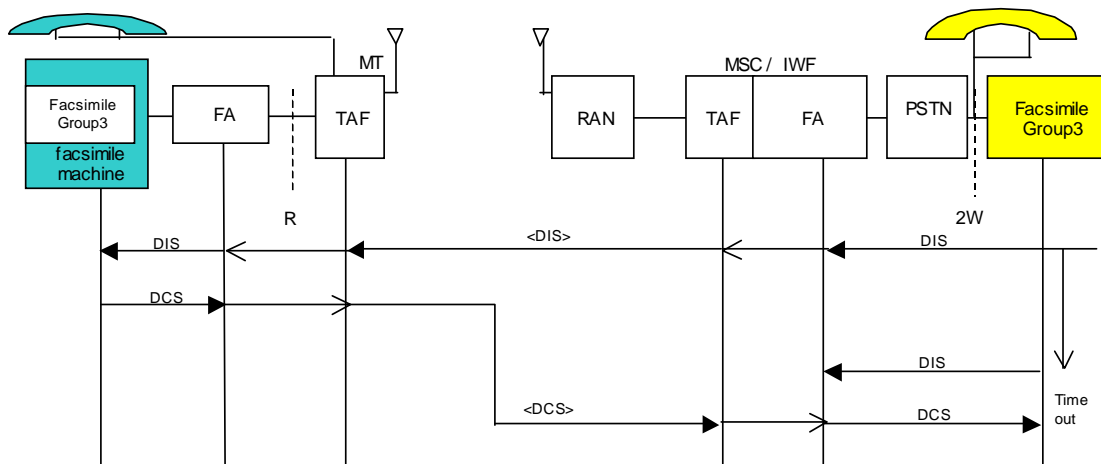 MT
MSC / IWF
Facsimile
Group3
facsimile
machine
FA
TAF
RAN
TAF
FA
PSTN
Facsimile
Group3
R
2W
DIS
<DIS>
DIS
DCS
DIS
<DCS>
DCS
Time
out